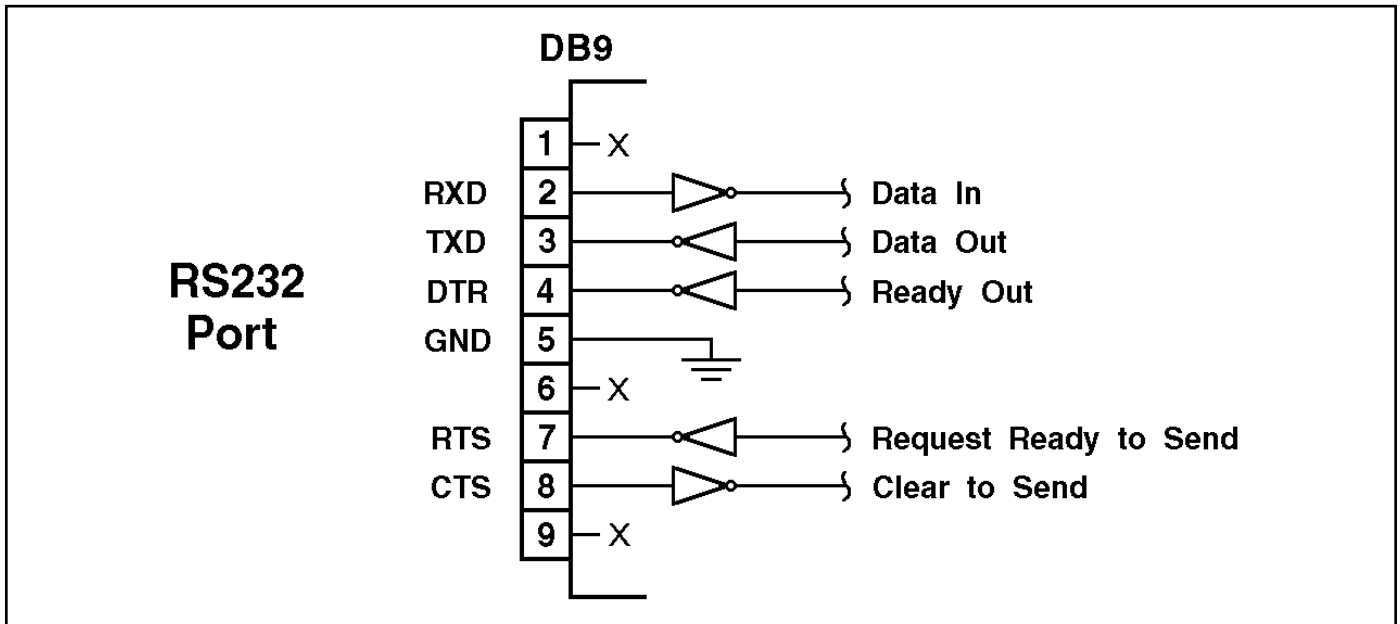 DB9
1 X
RXD 2 Data In
TXD 3 Data Out
RS232
Port
DTR 4 Ready Out
GND 5
6 X
RTS 7 Request Ready to Send
CTS 8 Clear to Send
9 X